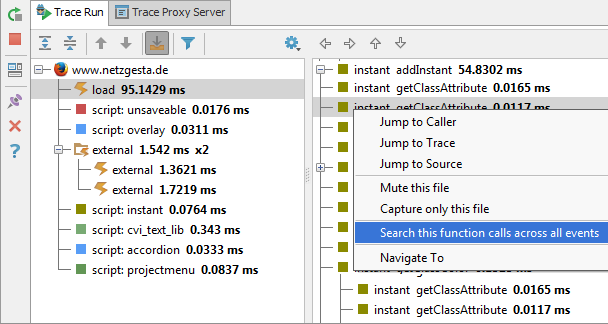 Trace Run
Trace Proxy Server
www.netzgesta.de
load 95.1429 ms
script: unsaveable 0.0176 ms
script: overlay 0.0311 ms
external 1.542 ms x2
external 1.3621 ms
external 1.7219 ms
script: instant 0.0764 ms
script: cvi_text_lib 0.343 ms
script: accordion 0.0333 ms
script: projectmenu 0.0837 ms
instant addInstant 54.8302 ms
instant getClassAttribute 0.0165 ms
instant getClassAttribute 0.0117 ms
Jump to Caller
Jump to Trace
Jump to Source
Mute this file
Capture only this file
Search this function calls across all events
Navigate To
instant getClassAttribute 0.0165 ms
instant getClassAttribute 0.0117 ms